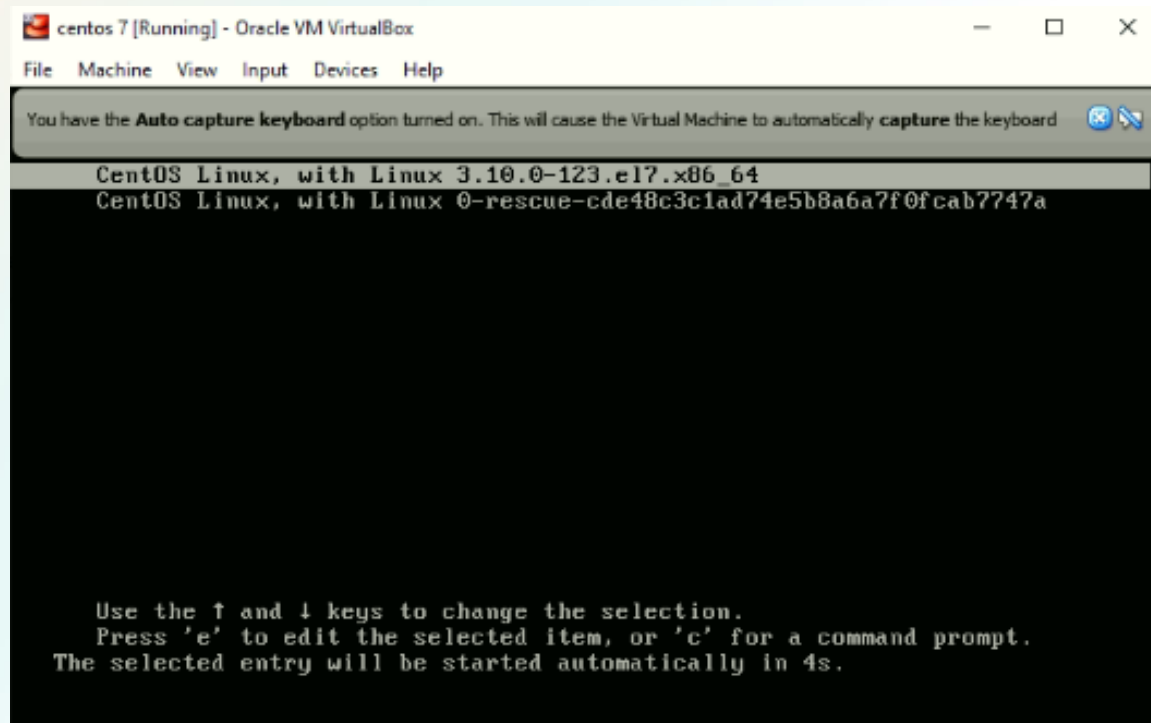 centos 7 [Running] - Oracle VM VirtualBox
File Machine View Input Devices Help
You have the Auto capture keyboard option turned on. This will cause the Virtual Machine to automatically capture the keyboard
CentOS Linux, with Linux 3.10.0-123.el7.x86_64
CentOS Linux, with Linux 0-rescue-cde48c3c1ad74e5b8a6a7f0fcab7747a
Use the ↑ and ↓ keys to change the selection.
Press 'e' to edit the selected item, or 'c' for a command prompt.
The selected entry will be started automatically in 4s.